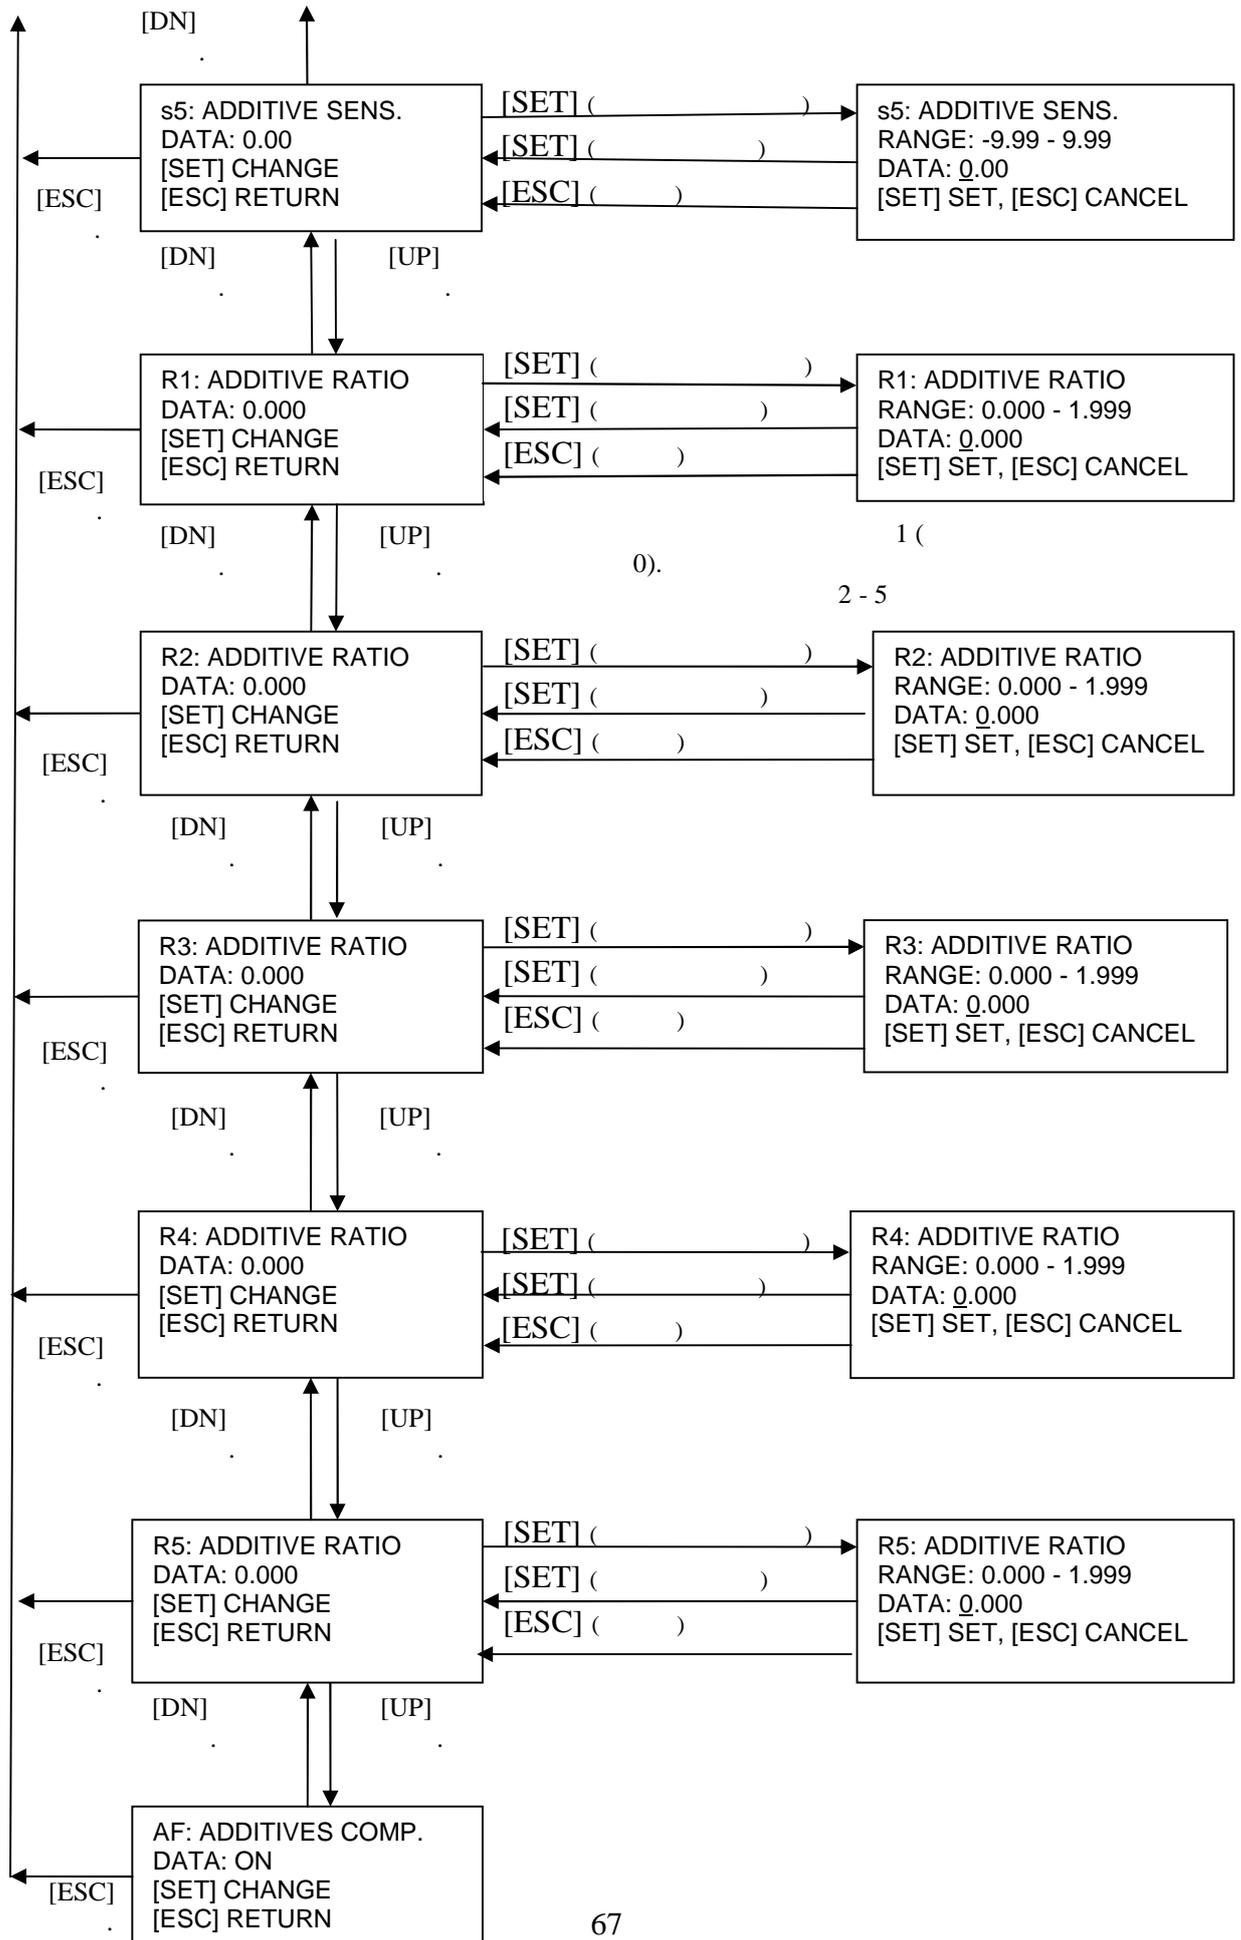 [DN]
.
s5: ADDITIVE SENS.
DATA: 0.00
[SET] CHANGE
[ESC] RETURN
[SET] ( )
[SET] ( )
[ESC] ( )
s5: ADDITIVE SENS.
RANGE: -9.99 - 9.99
DATA: 0.00
[SET] SET, [ESC] CANCEL
[ESC]
.
[DN]
.
[UP]
.
R1: ADDITIVE RATIO
DATA: 0.000
[SET] CHANGE
[ESC] RETURN
[SET] ( )
[SET] ( )
[ESC] ( )
R1: ADDITIVE RATIO
RANGE: 0.000 - 1.999
DATA: 0.000
[SET] SET, [ESC] CANCEL
[ESC]
.
[DN]
.
[UP]
.
1 (
0).
2 - 5
R2: ADDITIVE RATIO
DATA: 0.000
[SET] CHANGE
[ESC] RETURN
[SET] ( )
[SET] ( )
[ESC] ( )
R2: ADDITIVE RATIO
RANGE: 0.000 - 1.999
DATA: 0.000
[SET] SET, [ESC] CANCEL
[ESC]
.
[DN]
.
[UP]
.
R3: ADDITIVE RATIO
DATA: 0.000
[SET] CHANGE
[ESC] RETURN
[SET] ( )
[SET] ( )
[ESC] ( )
R3: ADDITIVE RATIO
RANGE: 0.000 - 1.999
DATA: 0.000
[SET] SET, [ESC] CANCEL
[ESC]
.
[DN]
.
[UP]
.
R4: ADDITIVE RATIO
DATA: 0.000
[SET] CHANGE
[ESC] RETURN
[SET] ( )
[SET] ( )
[ESC] ( )
R4: ADDITIVE RATIO
RANGE: 0.000 - 1.999
DATA: 0.000
[SET] SET, [ESC] CANCEL
[ESC]
.
[DN]
.
[UP]
.
R5: ADDITIVE RATIO
DATA: 0.000
[SET] CHANGE
[ESC] RETURN
[SET] ( )
[SET] ( )
[ESC] ( )
R5: ADDITIVE RATIO
RANGE: 0.000 - 1.999
DATA: 0.000
[SET] SET, [ESC] CANCEL
[ESC]
.
[DN]
.
[UP]
.
AF: ADDITIVES COMP.
DATA: ON
[SET] CHANGE
[ESC] RETURN
[ESC]
.
67